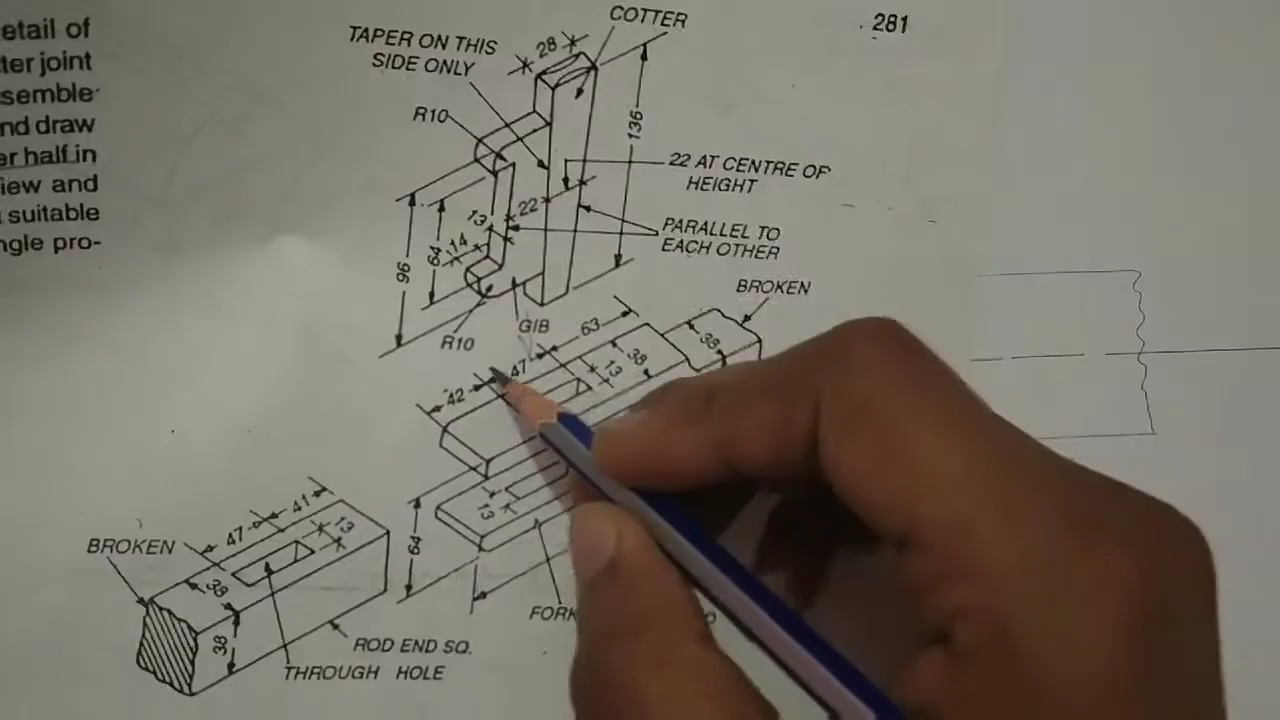 281
etail of
ter joint
semble-
nd draw
er half in
iew and
suitable
ngle pro-
COTTER
TAPER ON THIS
SIDE ONLY
28
R10
136
22 AT CENTRE OF
HEIGHT
22
13
14
64
96
PARALLEL TO
EACH OTHER
BROKEN
GIB
R10
63
38
38
13
47
42
13
64
FORK
41
47
13
BROKEN
38
38
ROD END SQ.
THROUGH HOLE